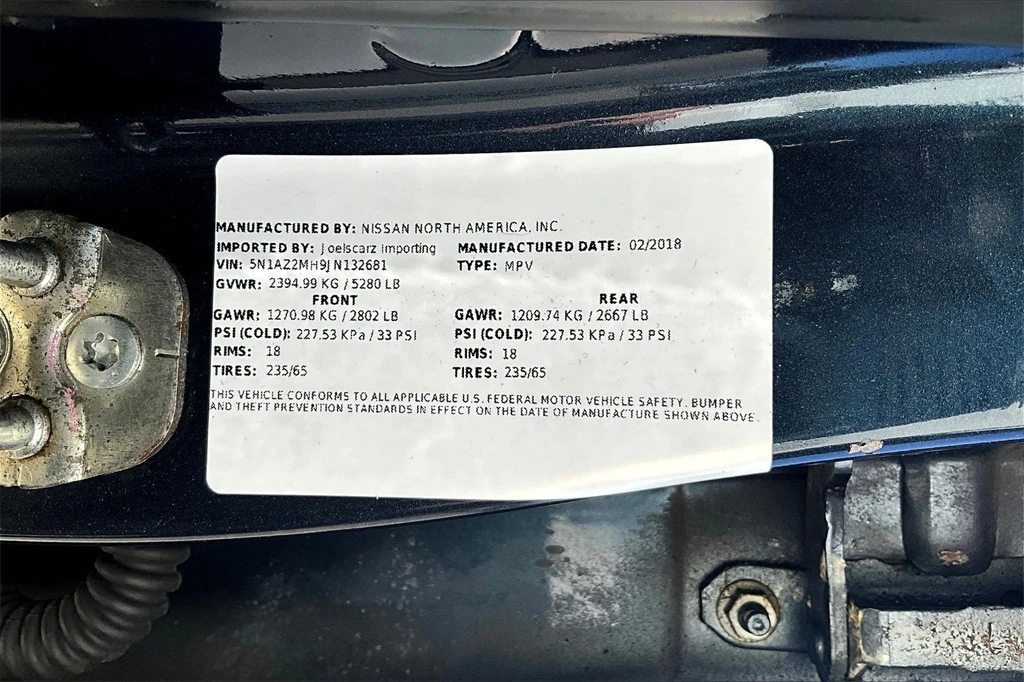 MANUFACTURED BY: NISSAN NORTH AMERICA, INC.
IMPORTED BY: Joelscarz Importing MANUFACTURED DATE: 02/2018
VIN: 5N1AZ2MH9JN132681 TYPE: MPV
GVWR: 2394.99 KG / 5280 LB
FRONT REAR
GAWR: 1270.98 KG / 2802 LB GAWR: 1209.74 KG / 2667 LB
PSI (COLD): 227.53 KPa / 33 PSI PSI (COLD): 227.53 KPa / 33 PSI
RIMS: 18 RIMS: 18
TIRES: 235/65 TIRES: 235/65
THIS VEHICLE CONFORMS TO ALL APPLICABLE U.S. FEDERAL MOTOR VEHICLE SAFETY, BUMPER
AND THEFT PREVENTION STANDARDS IN EFFECT ON THE DATE OF MANUFACTURE SHOWN ABOVE.